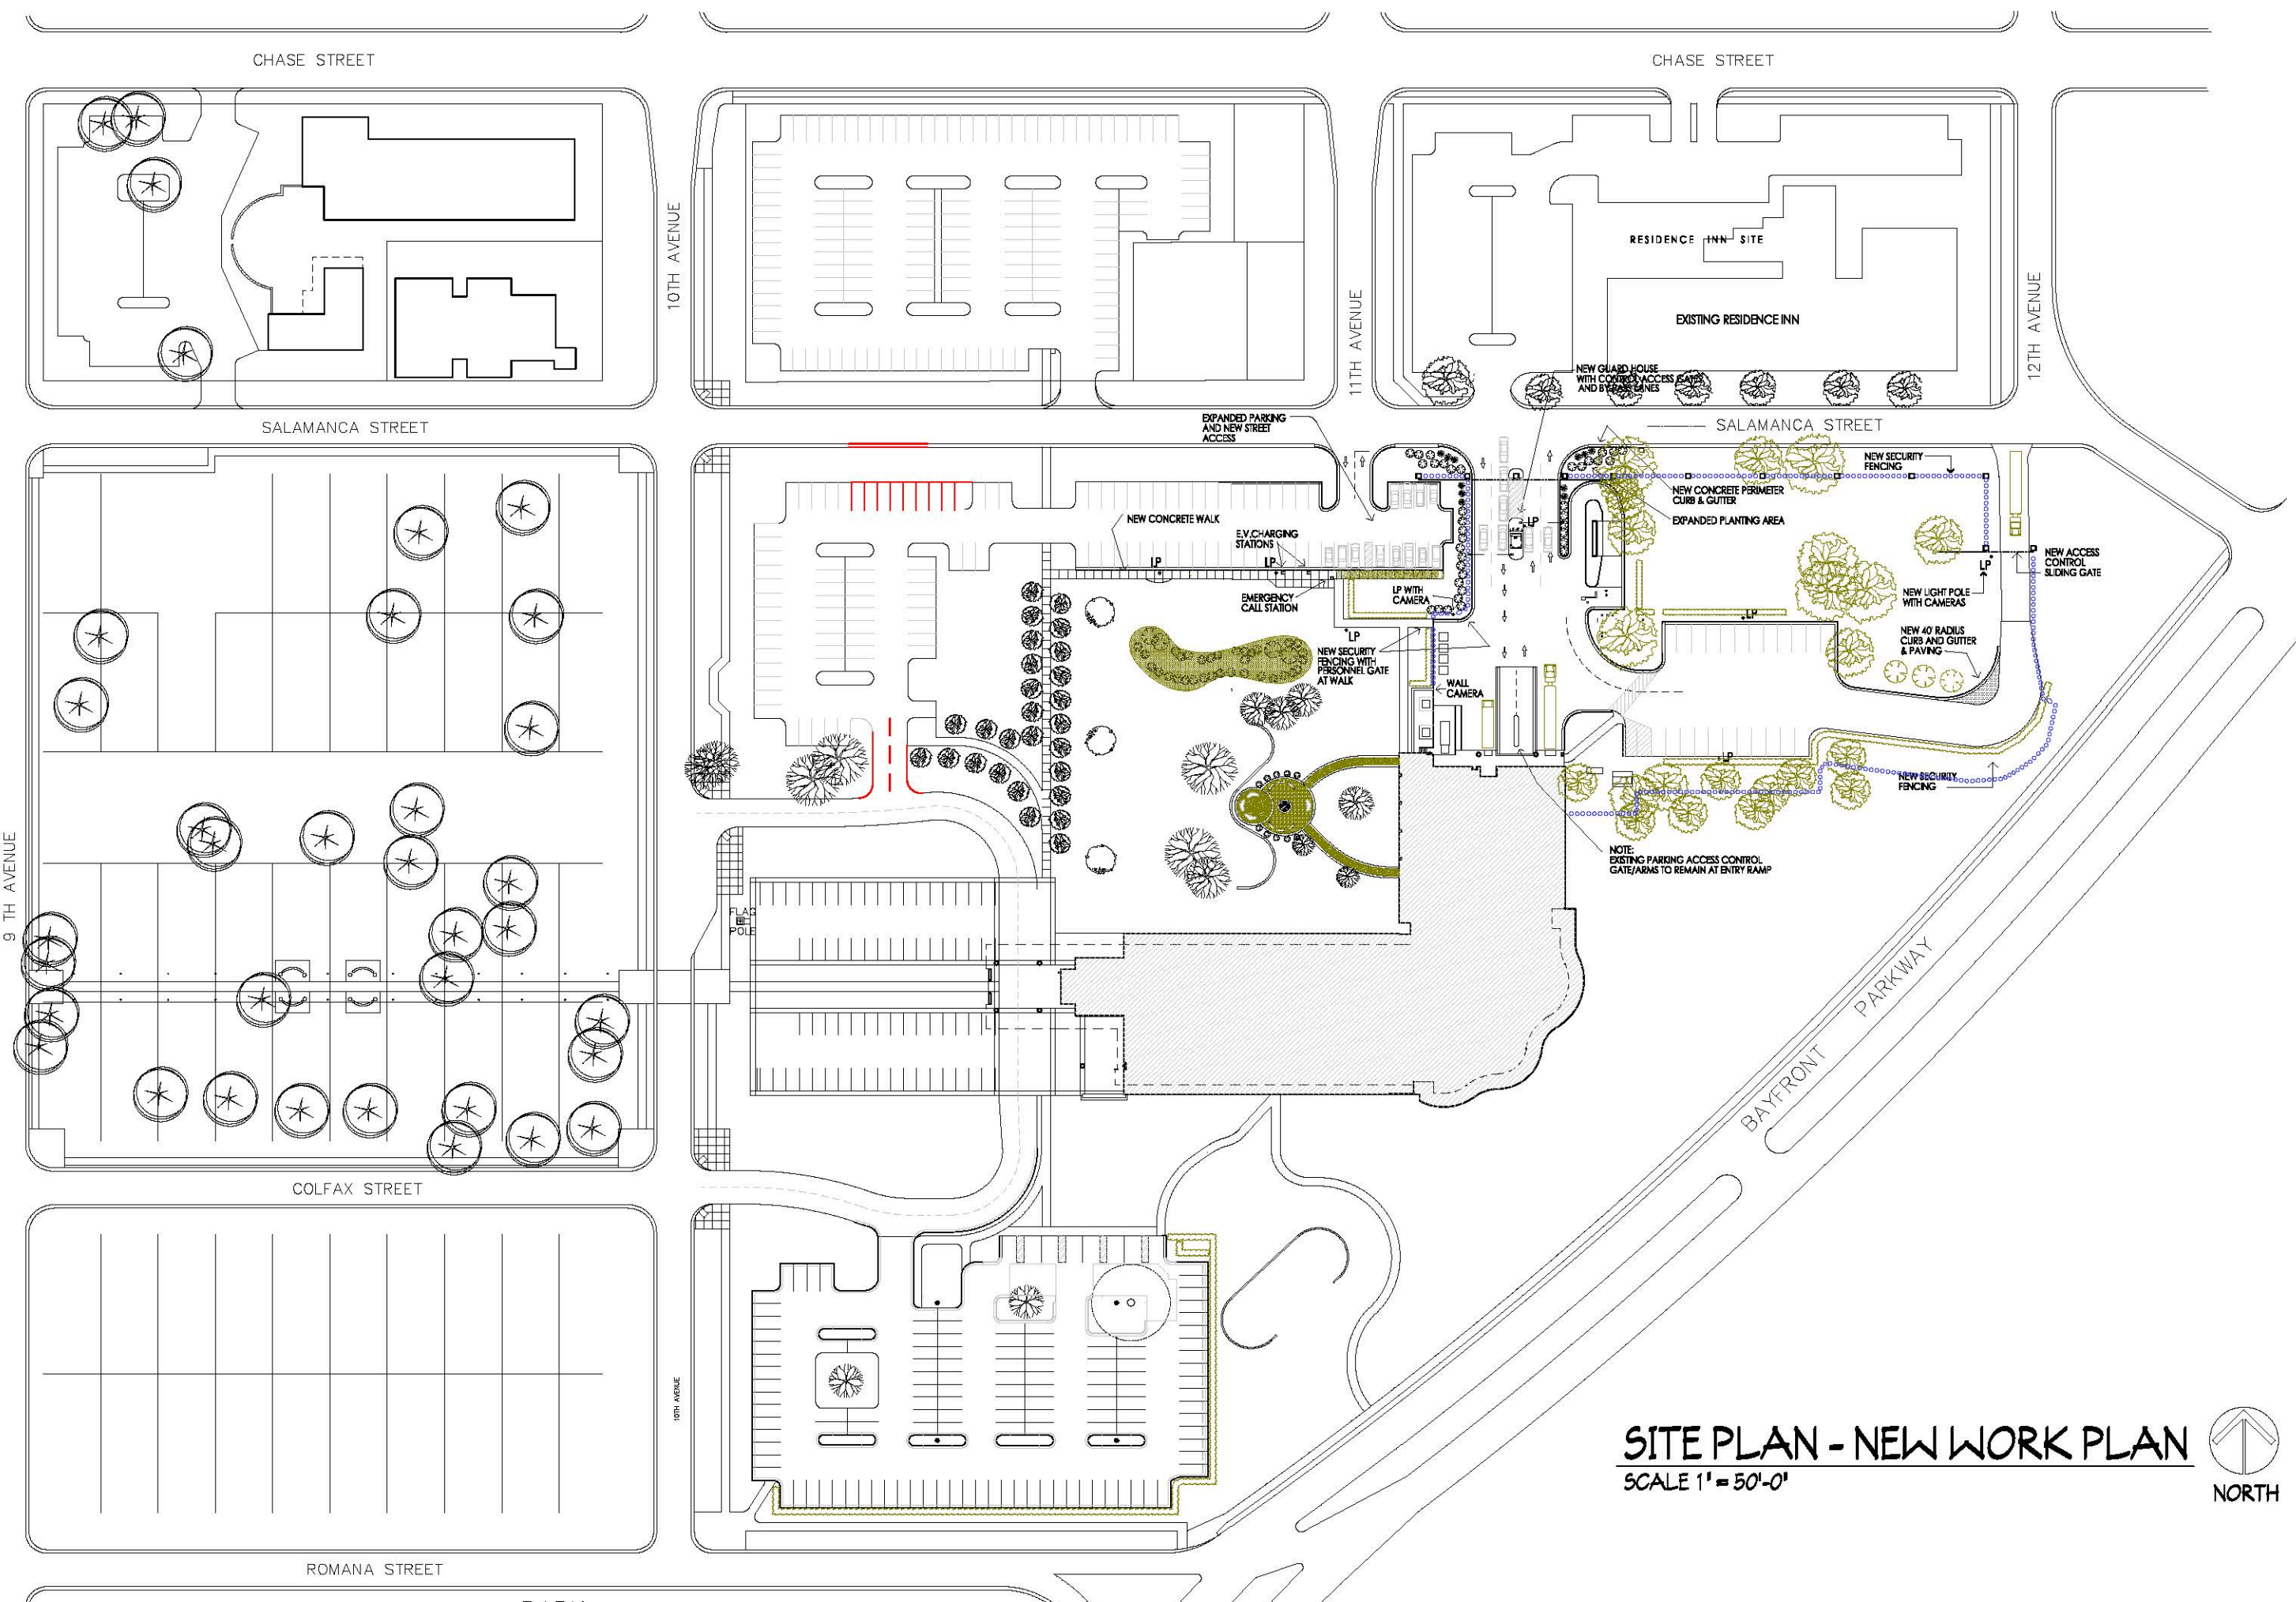 CHASE STREET
CHASE STREET
10TH AVENUE
11TH AVENUE
12TH AVENUE
RESIDENCE INN SITE
EXISTING RESIDENCE INN
NEW GUARD HOUSE
WITH CONTROL ACCESS GATES
AND BYPASS LANES
SALAMANCA STREET
EXPANDED PARKING
AND NEW STREET
ACCESS
SALAMANCA STREET
NEW SECURITY
FENCING
NEW CONCRETE PERIMETER
CURB & GUTTER
EXPANDED PLANTING AREA
NEW CONCRETE WALK
E.V.CHARGING
STATIONS
LP
LP
LP
EMERGENCY
CALL STATION
LP WITH
CAMERA
NEW ACCESS
CONTROL
SLIDING GATE
LP
NEW LIGHT POLE
WITH CAMERAS
LP
LP
NEW 40' RADIUS
CURB AND GUTTER
& PAVING
NEW SECURITY
FENCING WITH
PERSONNEL GATE
AT WALK
WALL
CAMERA
LP
NEW SECURITY
FENCING
NOTE:
EXISTING PARKING ACCESS CONTROL
GATE/ARMS TO REMAIN AT ENTRY RAMP
9 TH AVENUE
FLAG
POLE
BAYFRONT PARKWAY
COLFAX STREET
10TH AVENUE
SITE PLAN - NEW WORK PLAN
SCALE 1" = 50'-0"
NORTH
ROMANA STREET